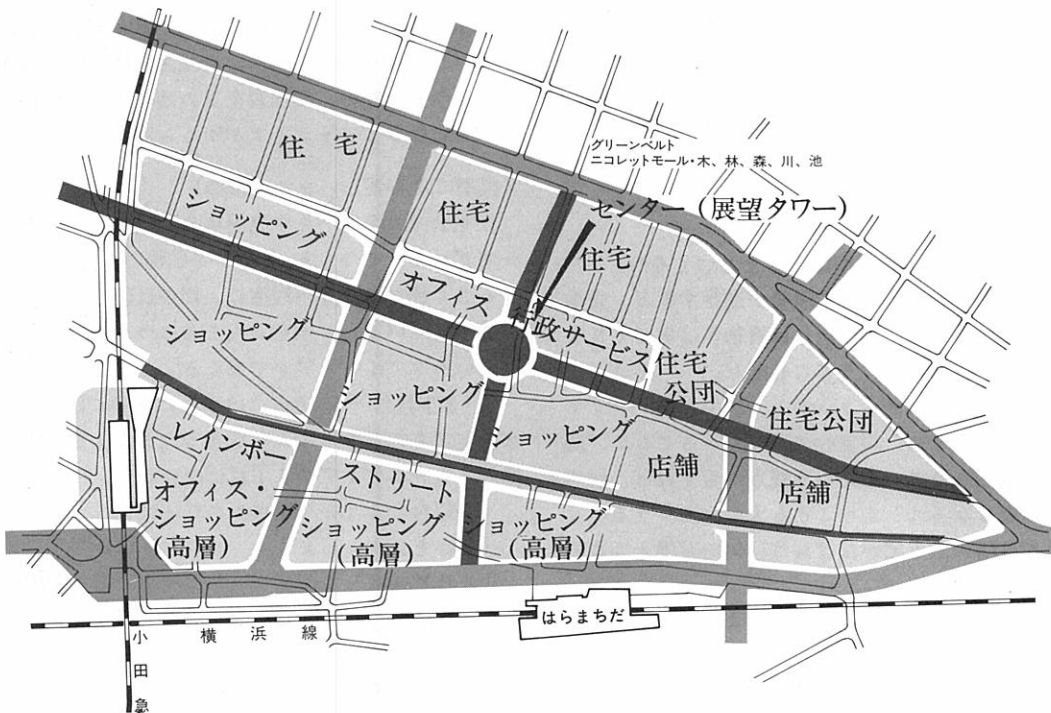 住宅
グリーンベルト
ニコレットモール・木、林、森、川、池
ショッピング
住宅
センター（展望タワー）
住宅
オフィス
行政サービス
ショッピング
住宅
公団
ショッピング
住宅公団
ショッピング
レインボー
ストリート
店舗
店舗
オフィス・
ショッピング
(高層)
ショッピング
(高層)
ショッピング
(高層)
はらまちだ
横浜線
小田急